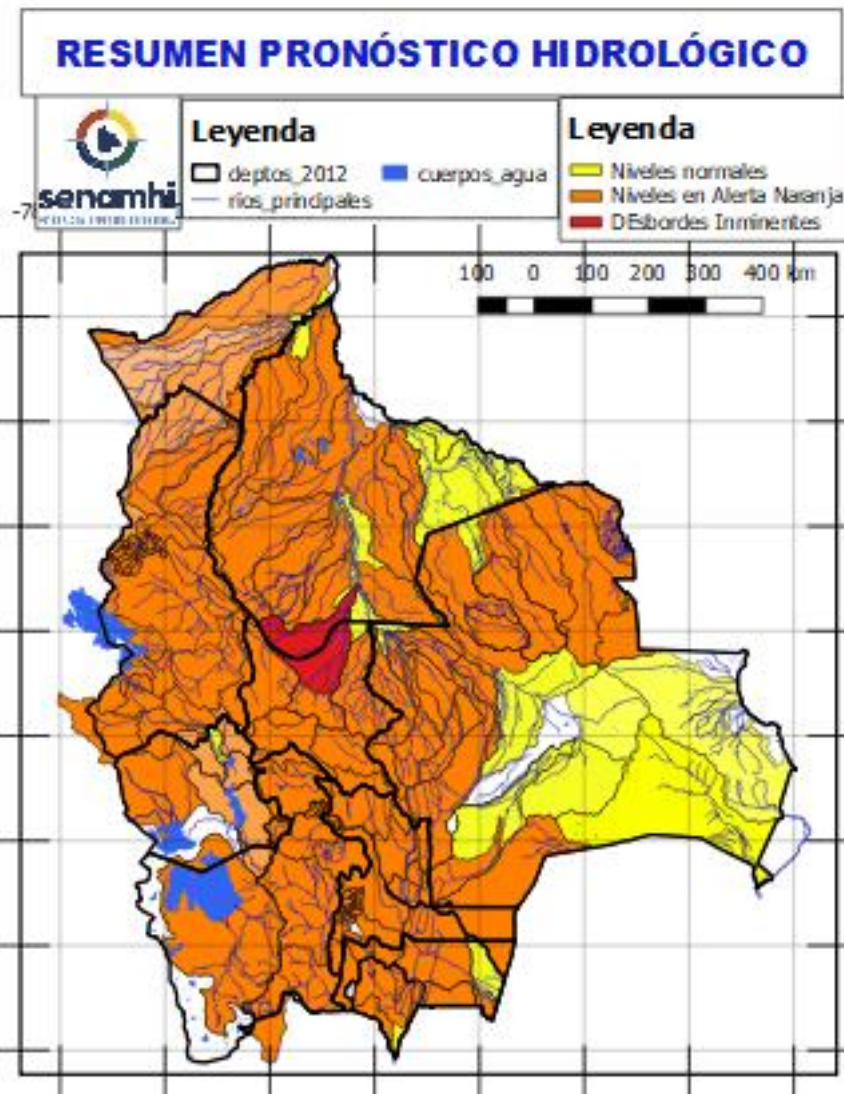 RESUMEN PRONÓSTICO HIDROLÓGICO
senamhi
Leyenda
deptos_2012
cuerpos_agua
rios_principales
Leyenda
Niveles normales
Niveles en Alerta Naranja
DEsbordes Inminentes
100 0 100 200 300 400 km